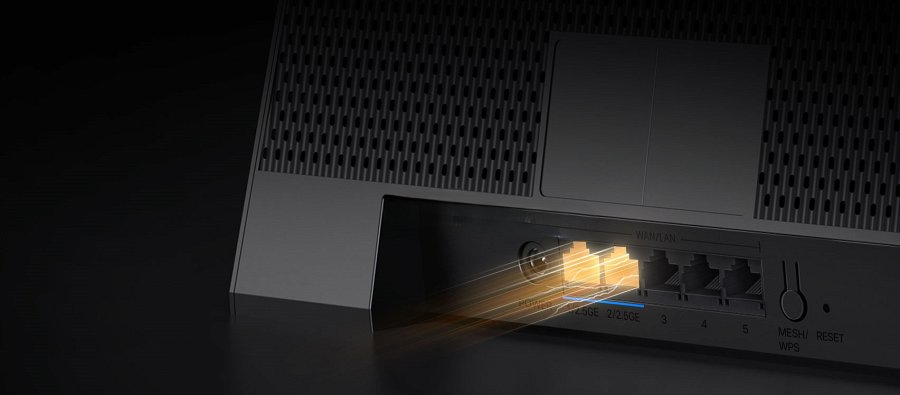 WAN/LAN
POWER
1/2.5GE 2/2.5GE 3 4 5
MESH/
WPS
RESET